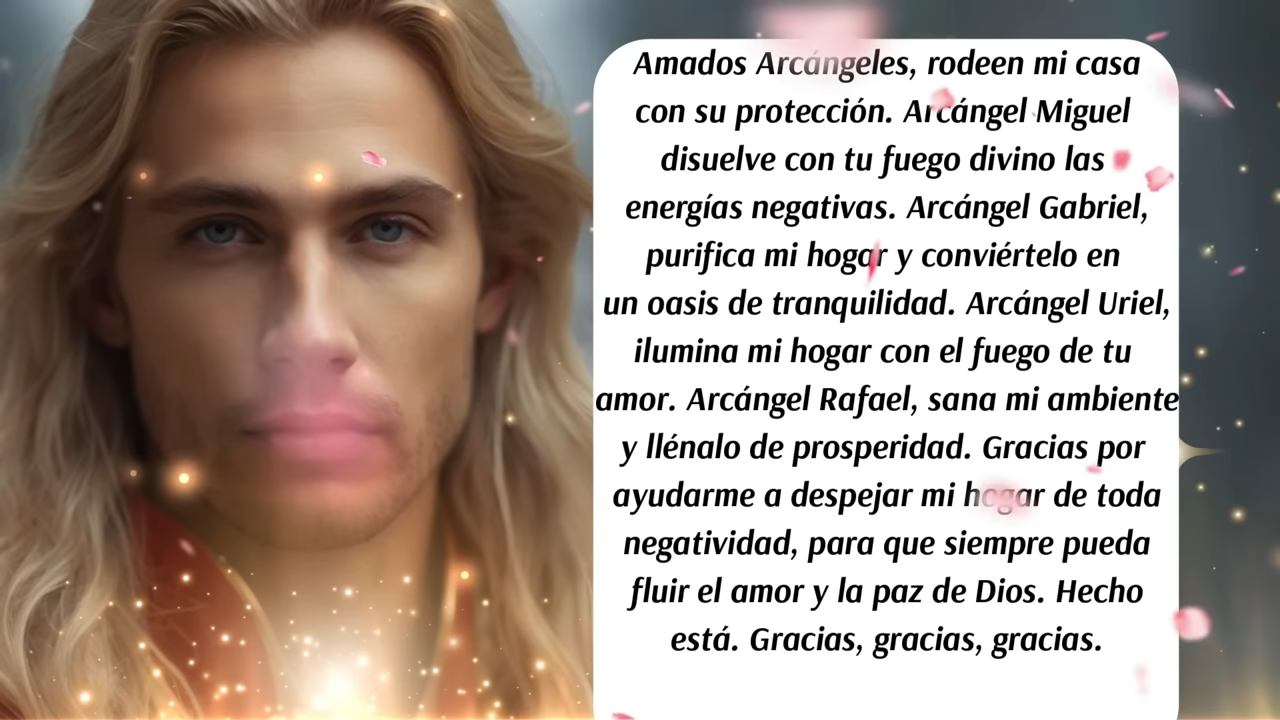 Amados Arcángeles, rodeen mi casa
con su protección. Arcángel Miguel
disuelve con tu fuego divino las
energías negativas. Arcángel Gabriel,
purifica mi hogar y conviértelo en
un oasis de tranquilidad. Arcángel Uriel,
ilumina mi hogar con el fuego de tu
amor. Arcángel Rafael, sana mi ambiente
y llénalo de prosperidad. Gracias por
ayudarme a despejar mi hogar de toda
negatividad, para que siempre pueda
fluir el amor y la paz de Dios. Hecho
está. Gracias, gracias, gracias.